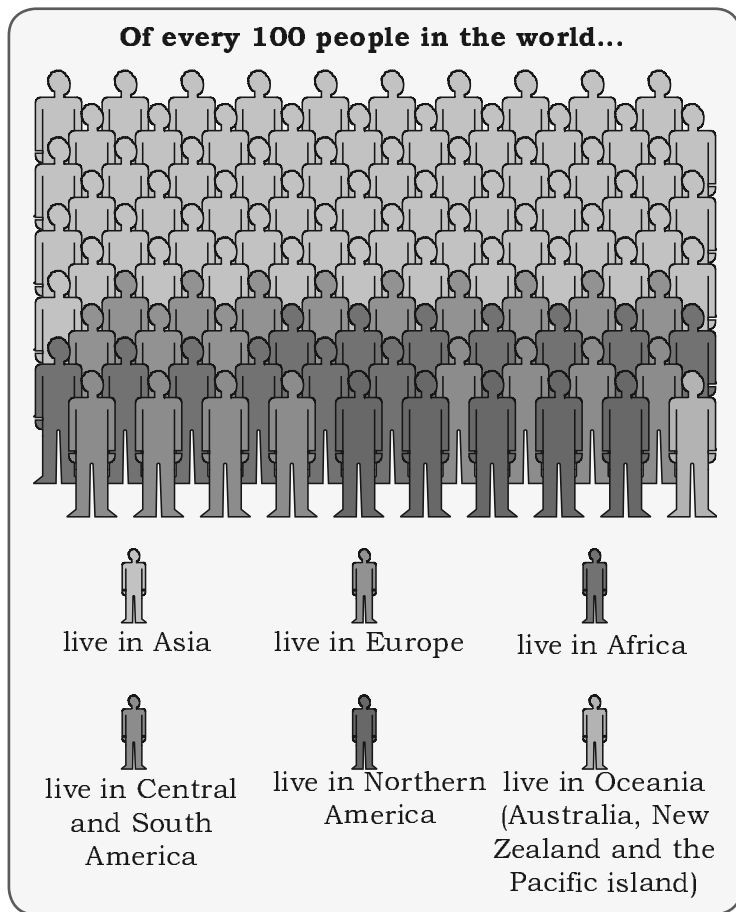 Of every 100 people in the world...
live in Asia
live in Europe
live in Africa
live in Central
and South
America
live in Northern
America
live in Oceania
(Australia, New
Zealand and the
Pacific island)